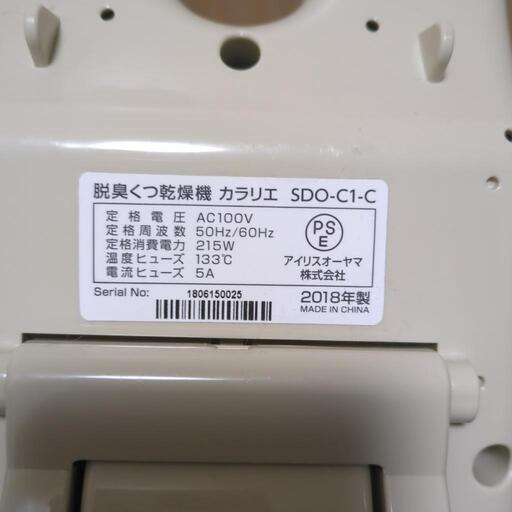 脱臭くつ乾燥機 カラリエ SDO-C1-C
定格電圧 AC100V
定格周波数 50Hz/60Hz
定格消費電力 215W
温度ヒューズ 133℃
電流ヒューズ 5A
PSE
アイリスオーヤマ
株式会社
Serial No: 1806150025
2018年製
MADE IN CHINA